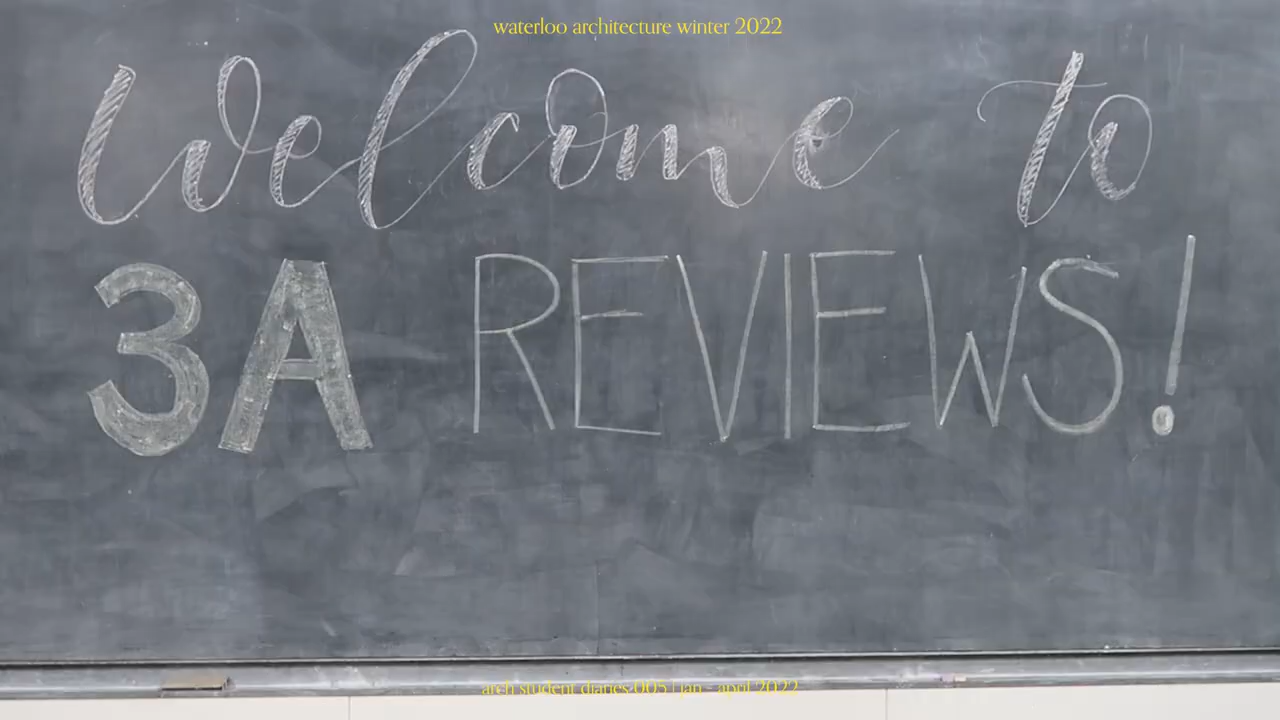 waterloo architecture winter 2022
Welcome to
3A REVIEWS!
arch student diaries 005 | jan - april 2022